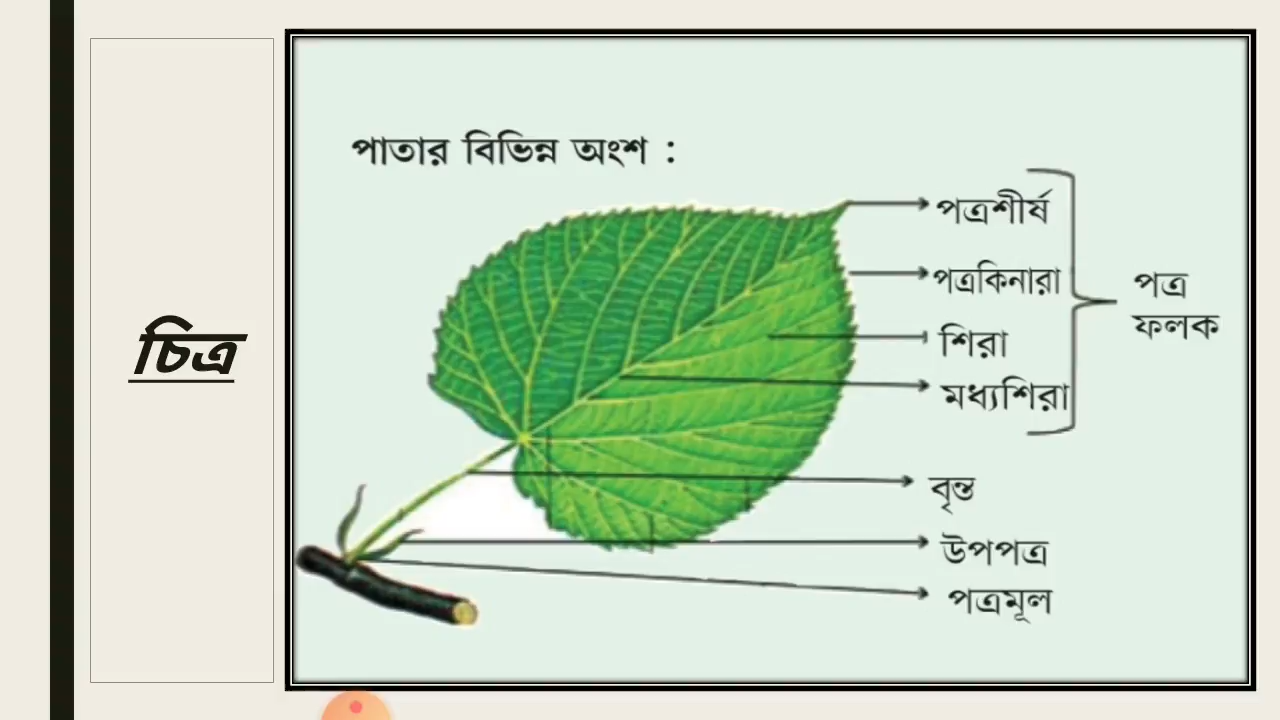 চিত্র
পাতার বিভিন্ন অংশ :
পত্রশীর্ষ
পত্রকিনারা
শিরা
মধ্যশিরা
পত্র
ফলক
বৃন্ত
উপপত্র
পত্রমূল